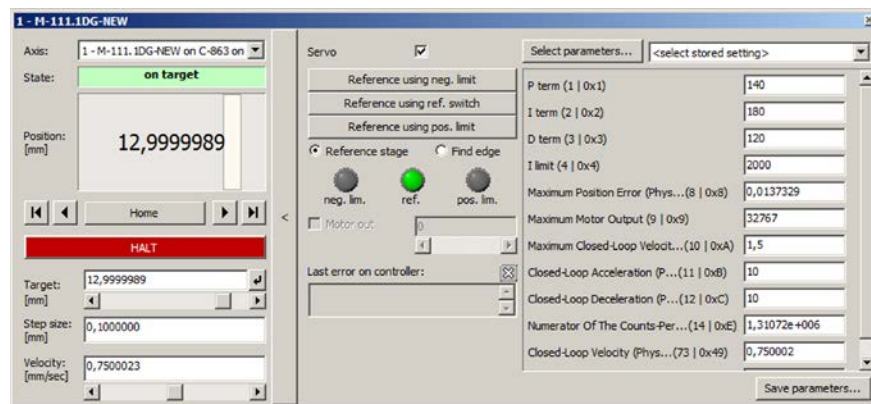 1 - M-111.1DG-NEW
Axis:
1 - M-111.1DG-NEW on C-863 on
State:
on target
Position:
[mm]
12,9999989
Home
HALT
Target:
[mm]
12,9999989
Step size:
[mm]
0,1000000
Velocity:
[mm/sec]
0,7500023
<
Servo
Reference using neg. limit
Reference using ref. switch
Reference using pos. limit
Reference stage
Find edge
neg. lim.
ref.
pos. lim.
Motor out
0
Last error on controller:
Select parameters...
<select stored setting>
P term (1 | 0x1)
140
I term (2 | 0x2)
180
D term (3 | 0x3)
120
I limit (4 | 0x4)
2000
Maximum Position Error (Phys...(8 | 0x8)
0,0137329
Maximum Motor Output (9 | 0x9)
32767
Maximum Closed-Loop Velocit...(10 | 0xA)
1,5
Closed-Loop Acceleration (P...(11 | 0xB)
10
Closed-Loop Deceleration (P...(12 | 0xC)
10
Numerator Of The Counts-Per...(14 | 0xE)
1,31072e+006
Closed-Loop Velocity (Phys...(73 | 0x49)
0,750002
Save parameters...